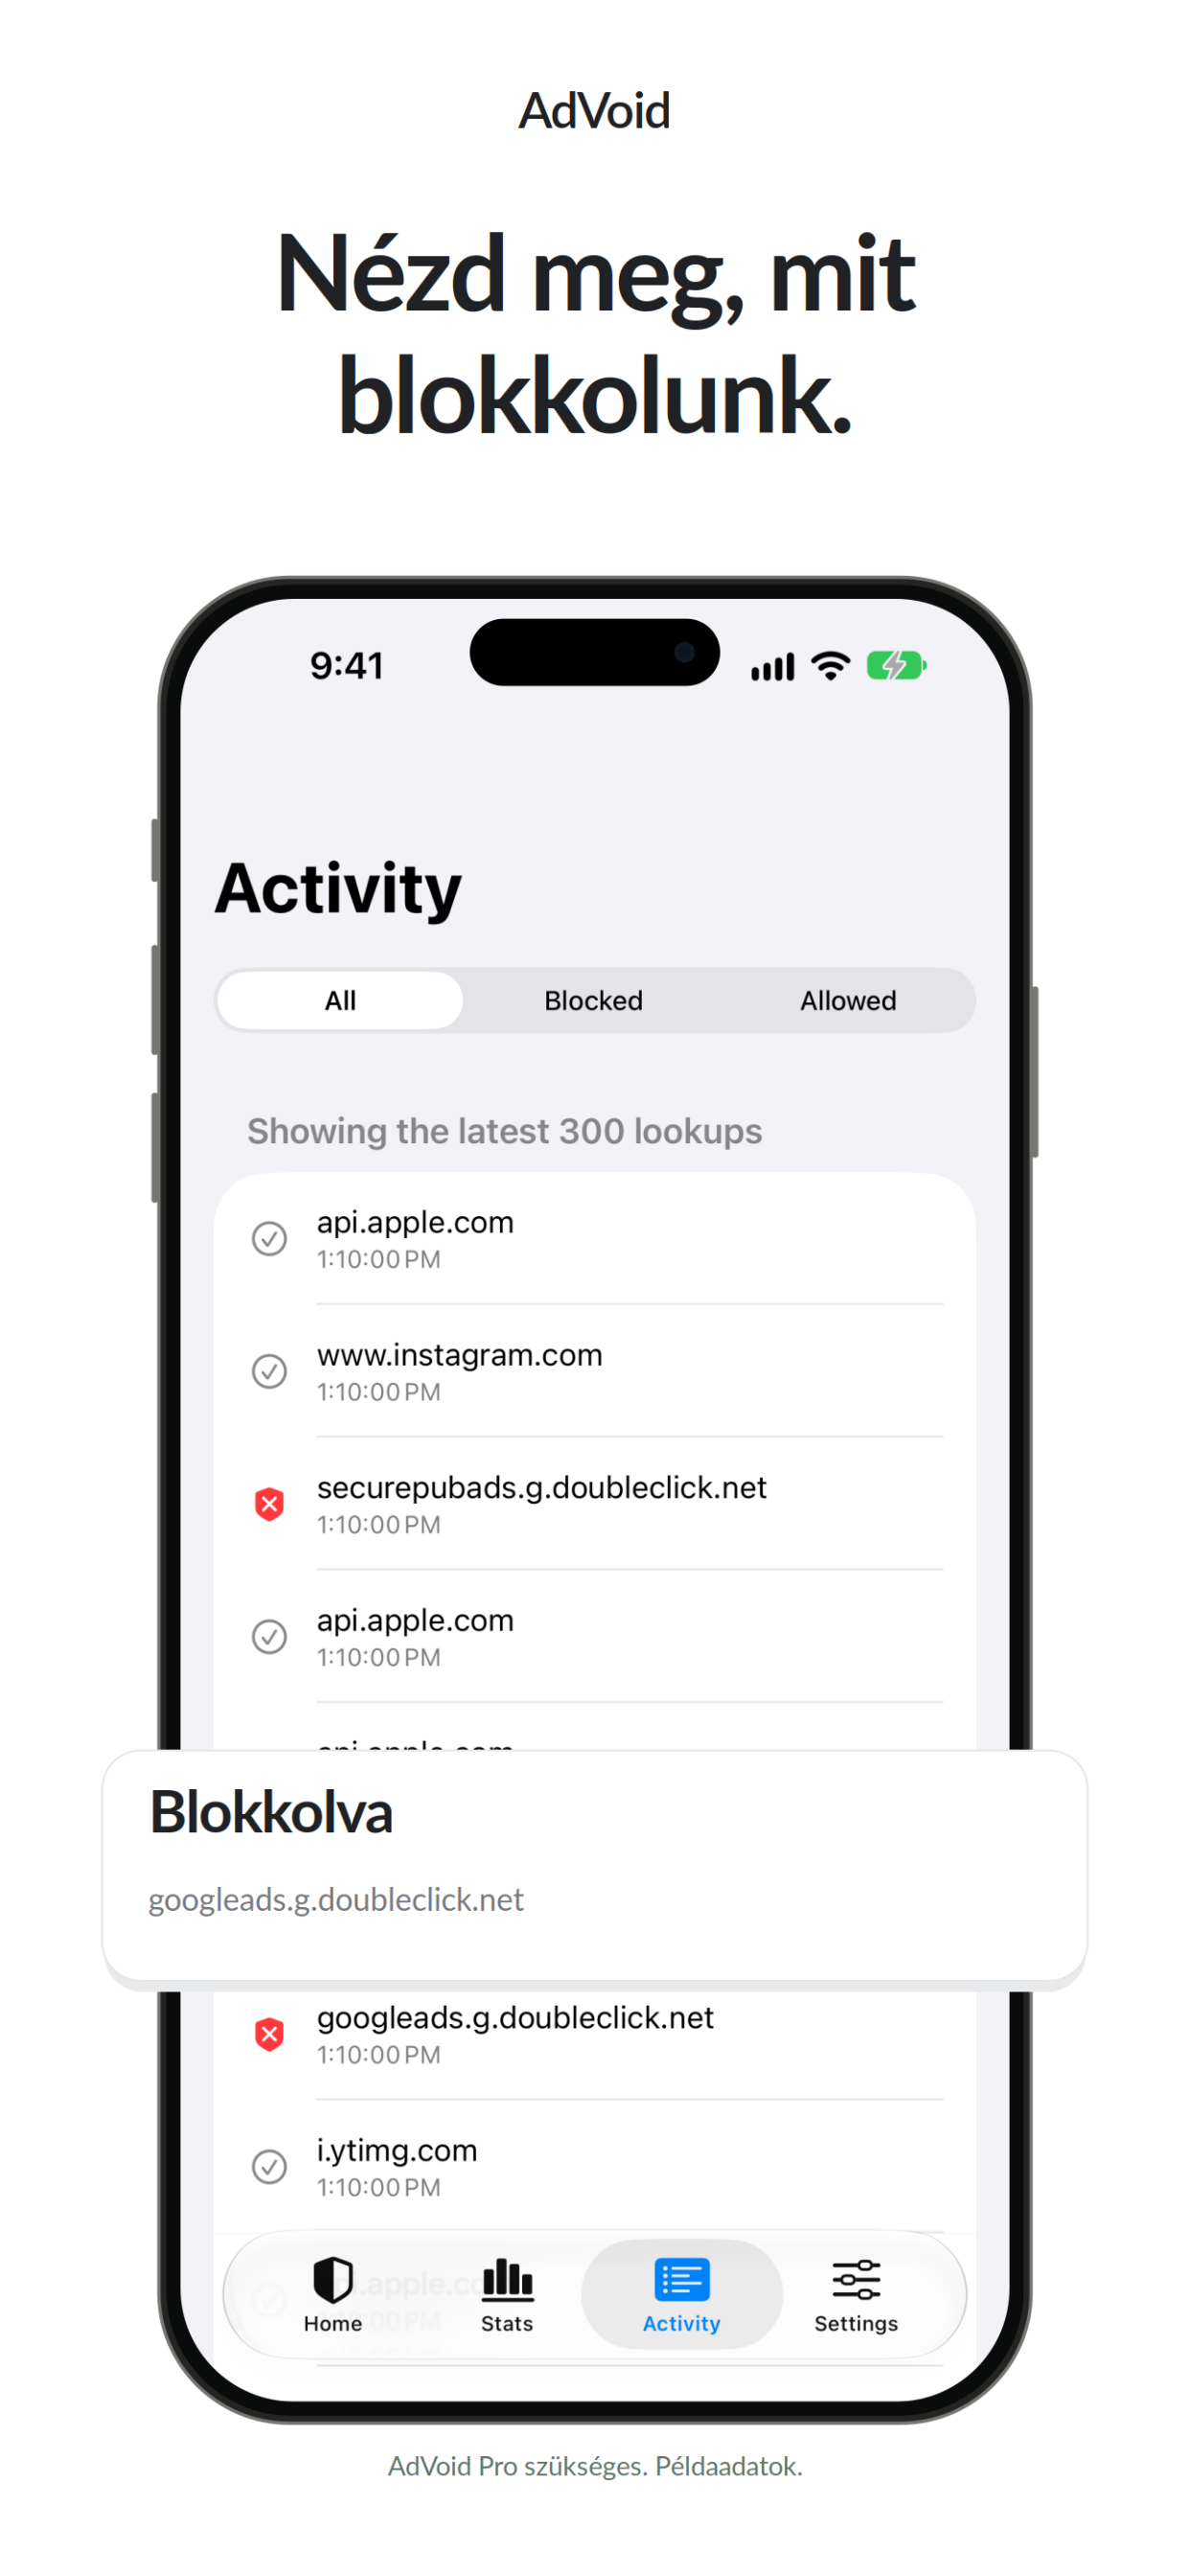 AdVoid
Nézd meg, mit
blokkolunk.
9:41
Activity
All
Blocked
Allowed
Showing the latest 300 lookups
api.apple.com
1:10:00 PM
www.instagram.com
1:10:00 PM
securepubads.g.doubleclick.net
1:10:00 PM
api.apple.com
1:10:00 PM
api.apple.com
Blokkolva
googleads.g.doubleclick.net
googleads.g.doubleclick.net
1:10:00 PM
i.ytimg.com
1:10:00 PM
Home
Stats
Activity
Settings
AdVoid Pro szükséges. Példaadatok.